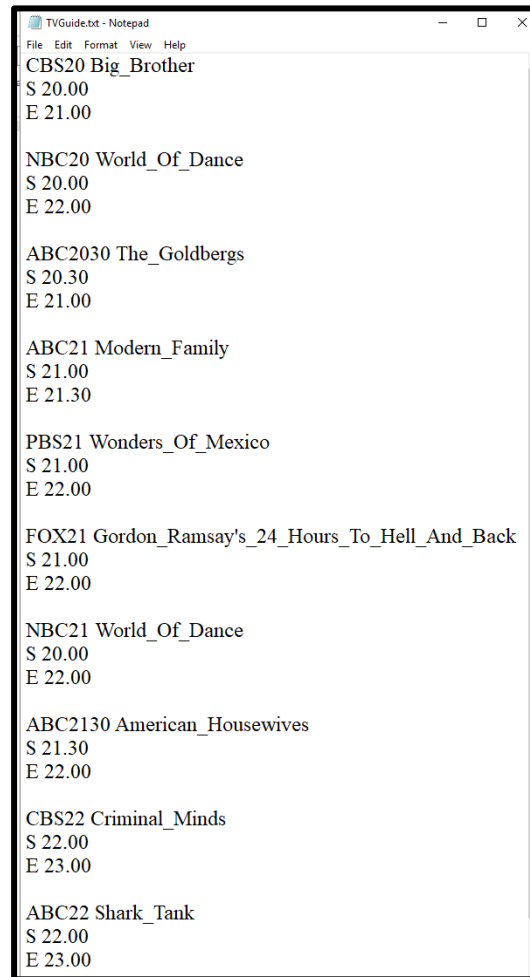 TVGuide.txt - Notepad
File Edit Format View Help
CBS20 Big_Brother
S 20.00
E 21.00

NBC20 World_Of_Dance
S 20.00
E 22.00

ABC2030 The_Goldbergs
S 20.30
E 21.00

ABC21 Modern_Family
S 21.00
E 21.30

PBS21 Wonders_Of_Mexico
S 21.00
E 22.00

FOX21 Gordon_Ramsay's_24_Hours_To_Hell_And_Back
S 21.00
E 22.00

NBC21 World_Of_Dance
S 20.00
E 22.00

ABC2130 American_Housewives
S 21.30
E 22.00

CBS22 Criminal_Minds
S 22.00
E 23.00

ABC22 Shark_Tank
S 22.00
E 23.00